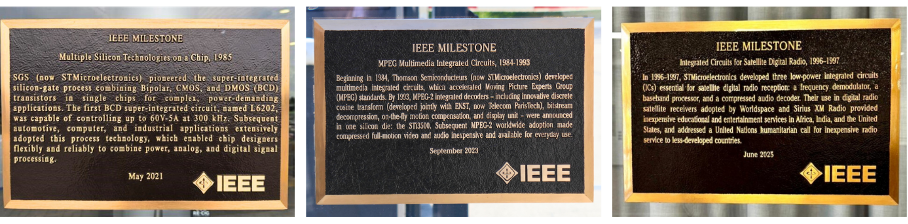 IEEE MILESTONE
Multiple Silicon Technologies on a Chip, 1985
SGS (now STMicroelectronics) pioneered the super-integrated
silicon-gate process combining Bipolar, CMOS, and DMOS (BCD)
transistors in single chips for complex, power-demanding
applications. The first BCD super-integrated circuit, named L6202,
was capable of controlling up to 60V-5A at 300 kHz. Subsequent
automotive, computer, and industrial applications extensively
adopted this process technology, which enabled chip designers
flexibly and reliably to combine power, analog, and digital signal
processing.
May 2021
IEEE
IEEE MILESTONE
MPEG Multimedia Integrated Circuits, 1984-1993
Beginning in 1984, Thomson Semiconducteurs (now STMicroelectronics) developed
multimedia integrated circuits, which accelerated Moving Picture Experts Group
(MPEG) standards. By 1993, MPEG-2 integrated decoders – including innovative discrete
cosine transform (developed jointly with ENST, now Telecom ParisTech), bitstream
decompression, on-the-fly motion compensation, and display unit – were announced
in one silicon die: the STi3500. Subsequent MPEG-2 worldwide adoption made
compressed full-motion video and audio inexpensive and available for everyday use.
September 2023
IEEE
IEEE MILESTONE
Integrated Circuits for Satellite Digital Radio, 1996-1997
In 1996-1997, STMicroelectronics developed three low-power integrated circuits
(ICs) essential for satellite digital radio reception: a frequency demodulator, a
baseband processor, and a compressed audio decoder. Their use in digital radio
satellite receivers adopted by Worldspace and Sirius XM Radio provided
inexpensive educational and entertainment services in Africa, India, and the United
States, and addressed a United Nations humanitarian call for inexpensive radio
service to less-developed countries.
June 2025
IEEE